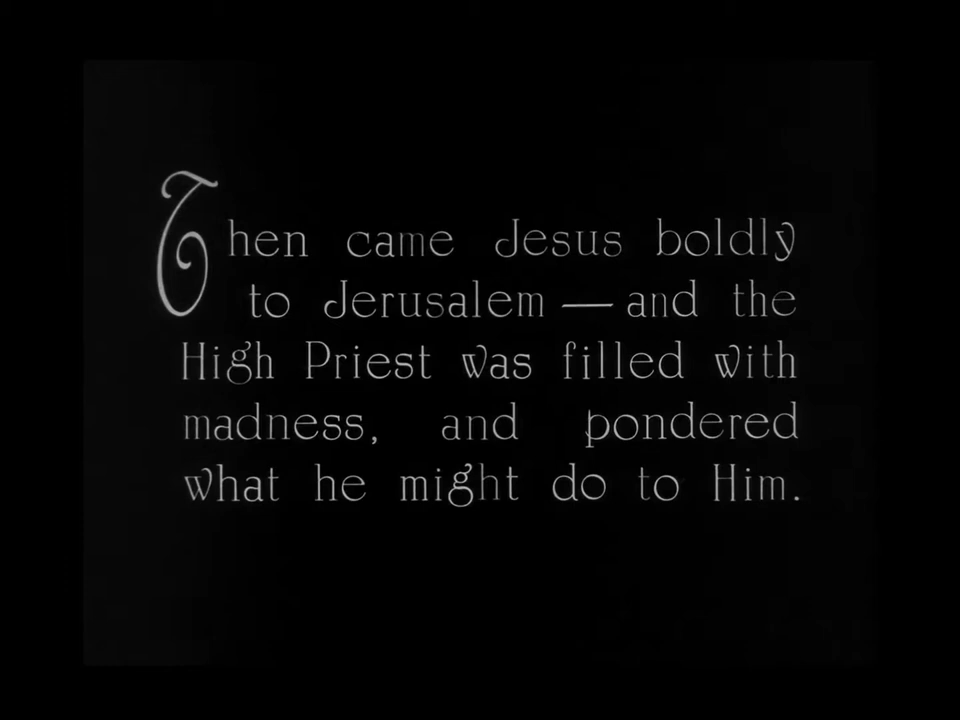 Then came Jesus boldly
to Jerusalem — and the
High Priest was filled with
madness, and pondered
what he might do to Him.